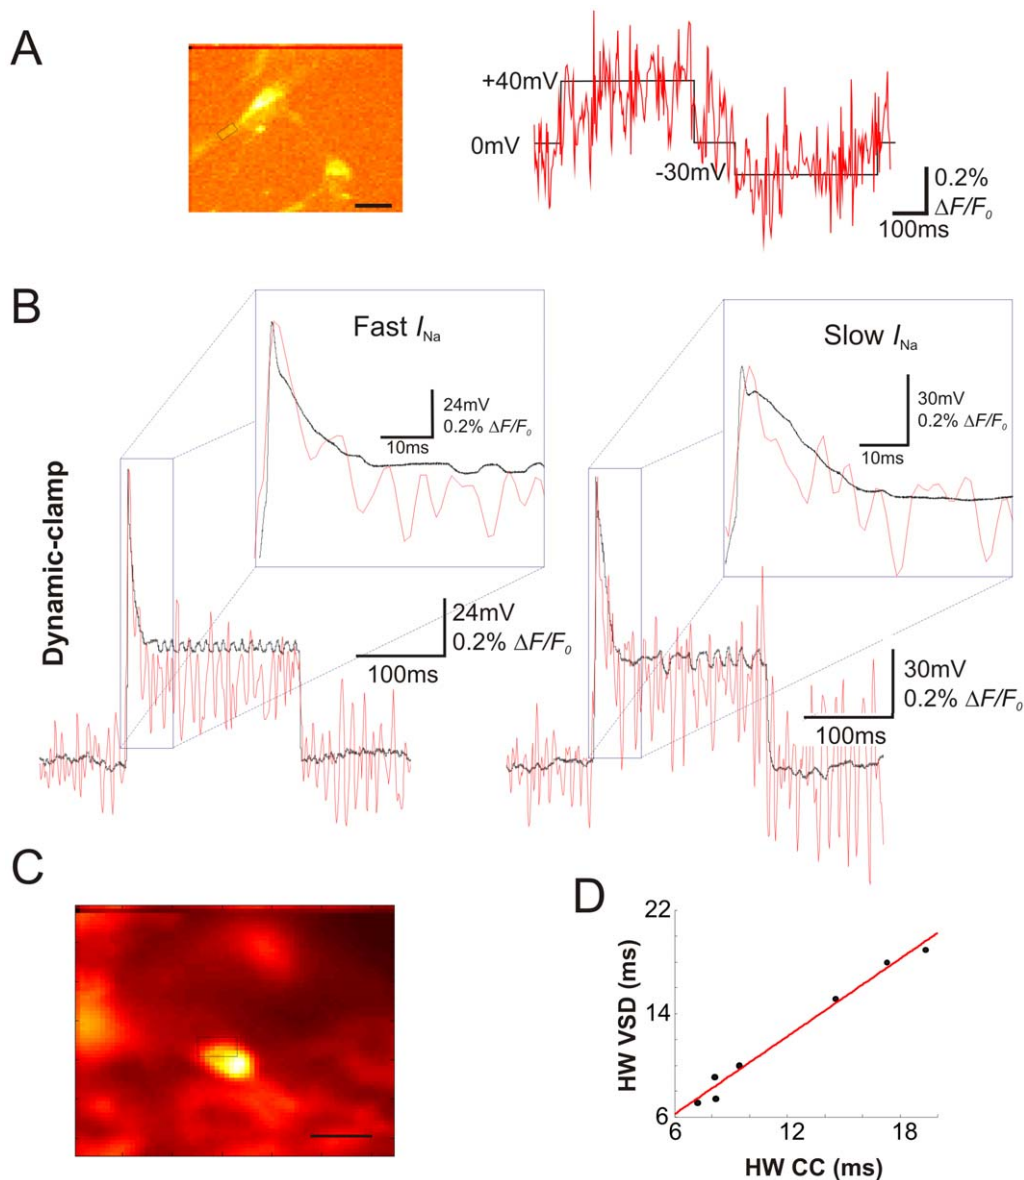 A
+40mV
0mV
-30mV
0.2%
ΔF/F₀
100ms
B
Dynamic-clamp
Fast I_Na
24mV
0.2% ΔF/F₀
10ms
Slow I_Na
30mV
0.2% ΔF/F₀
10ms
24mV
0.2% ΔF/F₀
100ms
30mV
0.2% ΔF/F₀
100ms
C
D
22
14
6
HW VSD (ms)
6 12 18
HW CC (ms)